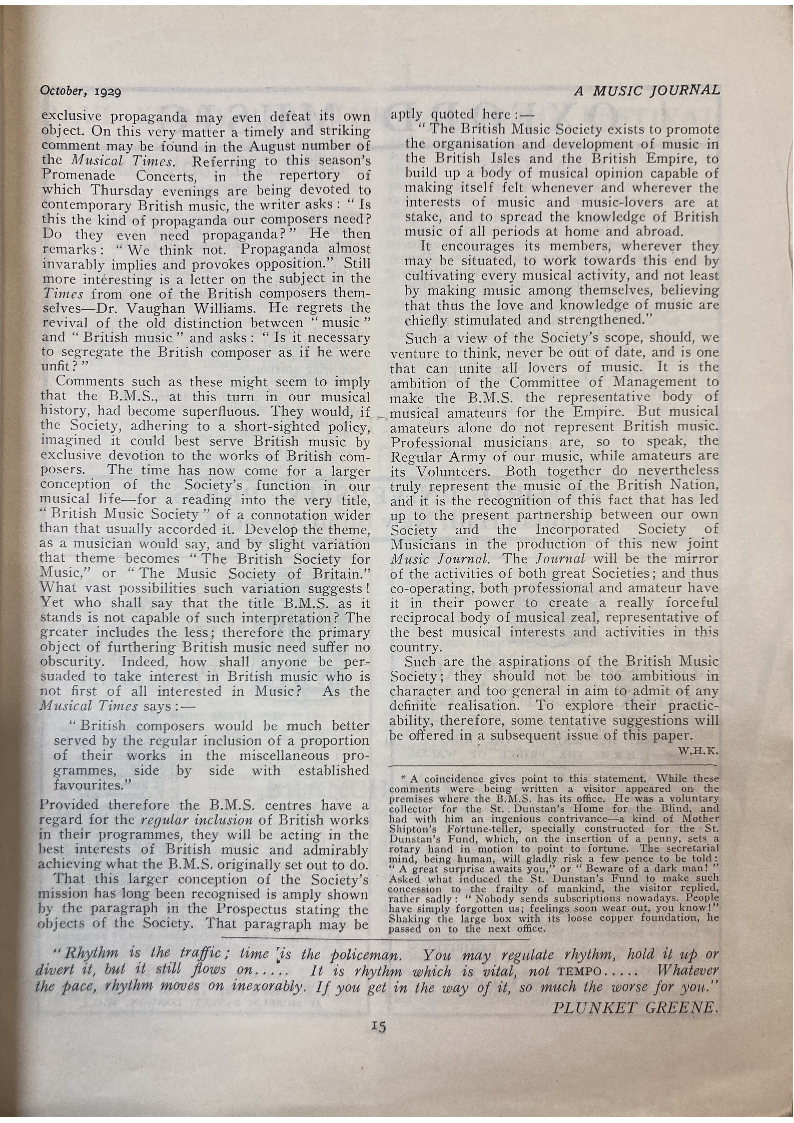 October, 1929
A MUSIC JOURNAL
exclusive propaganda may even defeat its own
object. On this very matter a timely and striking
comment may be found in the August number of
the Musical Times. Referring to this season's
Promenade Concerts, in the repertory of
which Thursday evenings are being devoted to
contemporary British music, the writer asks: “ Is
this the kind of propaganda our composers need?
Do they even need propaganda?” He then
remarks: “ We think not. Propaganda almost
invarably implies and provokes opposition.” Still
more interesting is a letter on the subject in the
Times from one of the British composers them-
selves—Dr. Vaughan Williams. He regrets the
revival of the old distinction between “ music ”
and “ British music ” and asks: “ Is it necessary
to segregate the British composer as if he were
unfit? ”
Comments such as these might seem to imply
that the B.M.S., at this turn in our musical
history, had become superfluous. They would, if
the Society, adhering to a short-sighted policy,
imagined it could best serve British music by
exclusive devotion to the works of British com-
posers. The time has now come for a larger
conception of the Society's function in our
musical life—for a reading into the very title,
“ British Music Society ” of a connotation wider
than that usually accorded it. Develop the theme,
as a musician would say, and by slight variation
that theme becomes “ The British Society for
Music,” or “ The Music Society of Britain.”
What vast possibilities such variation suggests!
Yet who shall say that the title B.M.S. as it
stands is not capable of such interpretation? The
greater includes the less; therefore the primary
object of furthering British music need suffer no
obscurity. Indeed, how shall anyone be per-
suaded to take interest in British music who is
not first of all interested in Music? As the
Musical Times says:—
“ British composers would be much better
served by the regular inclusion of a proportion
of their works in the miscellaneous pro-
grammes, side by side with established
favourites.”
Provided therefore the B.M.S. centres have a
regard for the regular inclusion of British works
in their programmes, they will be acting in the
best interests of British music and admirably
achieving what the B.M.S. originally set out to do.
That this larger conception of the Society's
mission has long been recognised is amply shown
by the paragraph in the Prospectus stating the
objects of the Society. That paragraph may be
aptly quoted here:—
“ The British Music Society exists to promote
the organisation and development of music in
the British Isles and the British Empire, to
build up a body of musical opinion capable of
making itself felt whenever and wherever the
interests of music and music-lovers are at
stake, and to spread the knowledge of British
music of all periods at home and abroad.
It encourages its members, wherever they
may be situated, to work towards this end by
cultivating every musical activity, and not least
by making music among themselves, believing
that thus the love and knowledge of music are
chiefly stimulated and strengthened.”
Such a view of the Society's scope, should, we
venture to think, never be out of date, and is one
that can unite all lovers of music. It is the
ambition of the Committee of Management to
make the B.M.S. the representative body of
musical amateurs for the Empire. But musical
amateurs alone do not represent British music.
Professional musicians are, so to speak, the
Regular Army of our music, while amateurs are
its Volunteers. Both together do nevertheless
truly represent the music of the British Nation,
and it is the recognition of this fact that has led
up to the present partnership between our own
Society and the Incorporated Society of
Musicians in the production of this new joint
Music Journal. The Journal will be the mirror
of the activities of both great Societies; and thus
co-operating, both professional and amateur have
it in their power to create a really forceful
reciprocal body of musical zeal, representative of
the best musical interests and activities in this
country.
Such are the aspirations of the British Music
Society; they should not be too ambitious in
character and too general in aim to admit of any
definite realisation. To explore their practic-
ability, therefore, some tentative suggestions will
be offered in a subsequent issue of this paper.
W.H.K.
* A coincidence gives point to this statement. While these
comments were being written a visitor appeared on the
premises where the B.M.S. has its office. He was a voluntary
collector for the St. Dunstan's Home for the Blind, and
had with him an ingenious contrivance—a kind of Mother
Shipton's Fortune-teller, specially constructed for the St.
Dunstan's Fund, which, on the insertion of a penny, sets a
rotary hand in motion to point to fortune. The secretarial
mind, being human, will gladly risk a few pence to be told:
“ A great surprise awaits you,” or “ Beware of a dark man! ”
Asked what induced the St. Dunstan's Fund to make such
concession to the frailty of mankind, the visitor replied,
rather sadly: “ Nobody sends subscriptions nowadays. People
have simply forgotten us; feelings soon wear out, you know!”
Shaking the large box with its loose copper foundation, he
passed on to the next office.
“Rhythm is the traffic; time is the policeman. You may regulate rhythm, hold it up or
divert it, but it still flows on..... It is rhythm which is vital, not TEMPO..... Whatever
the pace, rhythm moves on inexorably. If you get in the way of it, so much the worse for you.”
PLUNKET GREENE.
15